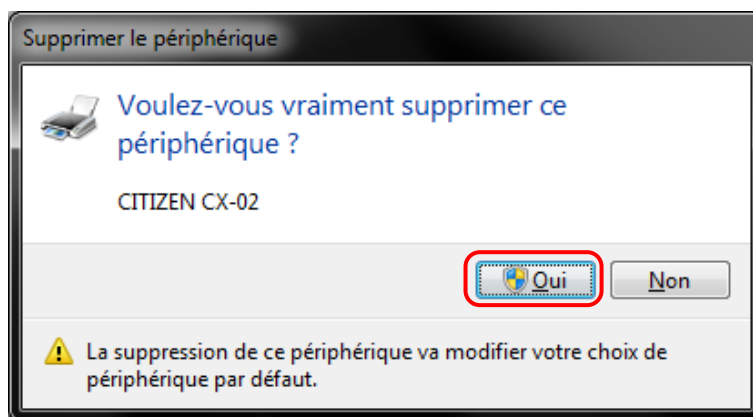 Supprimer le périphérique
Voulez-vous vraiment supprimer ce
périphérique ?
CITIZEN CX-02
Oui
Non
La suppression de ce périphérique va modifier votre choix de
périphérique par défaut.